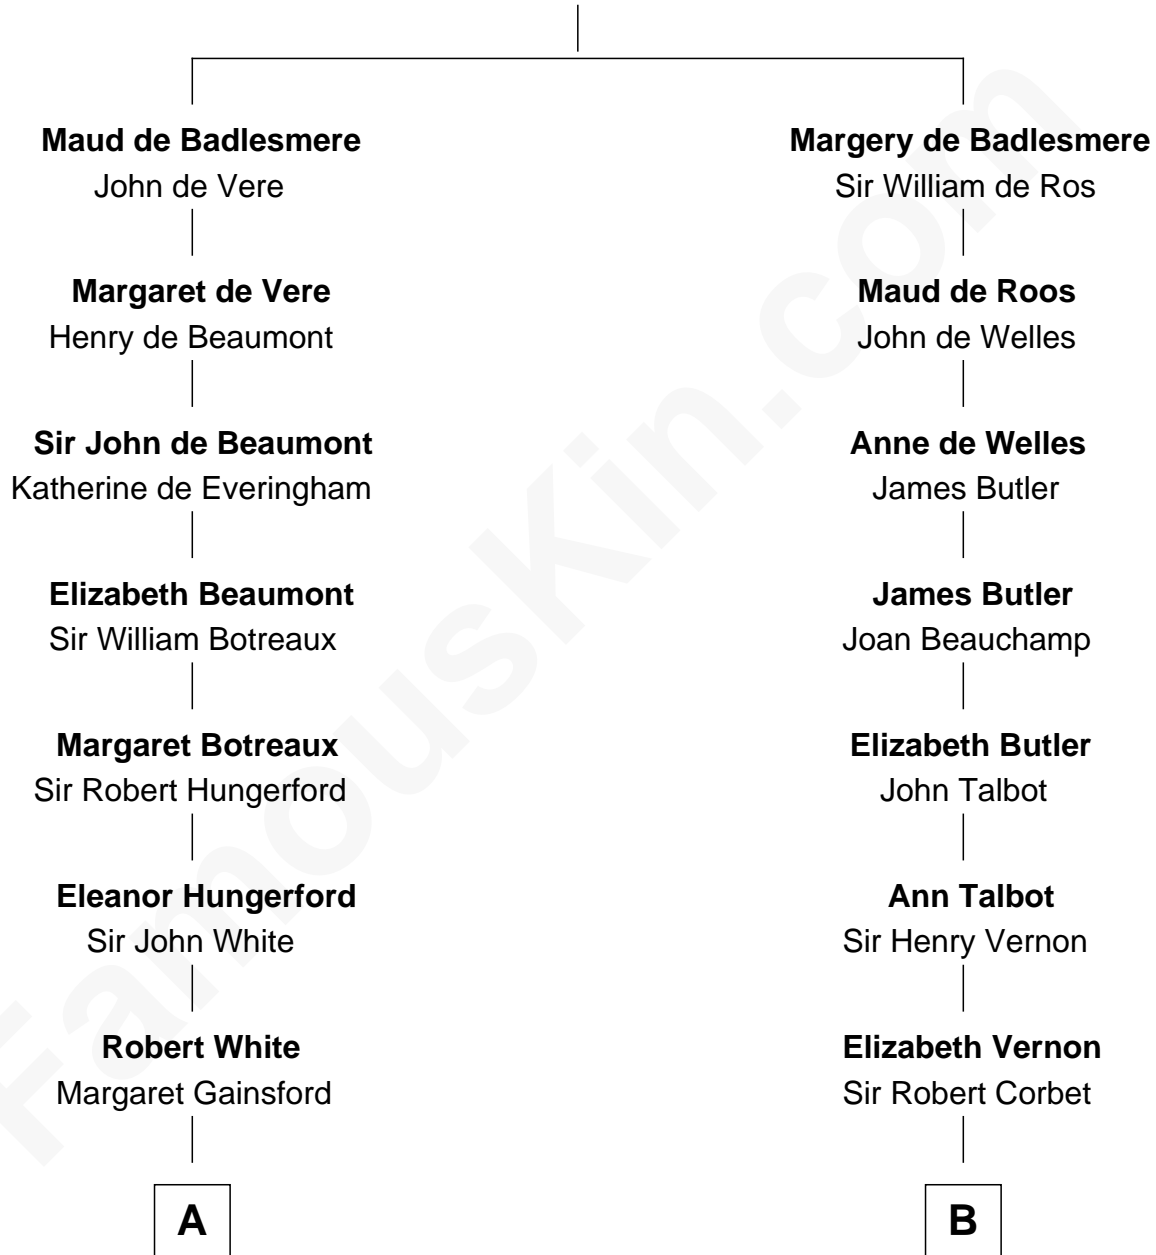 Maud de Badlesmere
John de Vere
Margaret de Vere
Henry de Beaumont
Sir John de Beaumont
Katherine de Everingham
Elizabeth Beaumont
Sir William Botreaux
Margaret Botreaux
Sir Robert Hungerford
Eleanor Hungerford
Sir John White
Robert White
Margaret Gainsford
A
Margery de Badlesmere
Sir William de Ros
Maud de Roos
John de Welles
Anne de Welles
James Butler
James Butler
Joan Beauchamp
Elizabeth Butler
John Talbot
Ann Talbot
Sir Henry Vernon
Elizabeth Vernon
Sir Robert Corbet
B
FamousKin.com